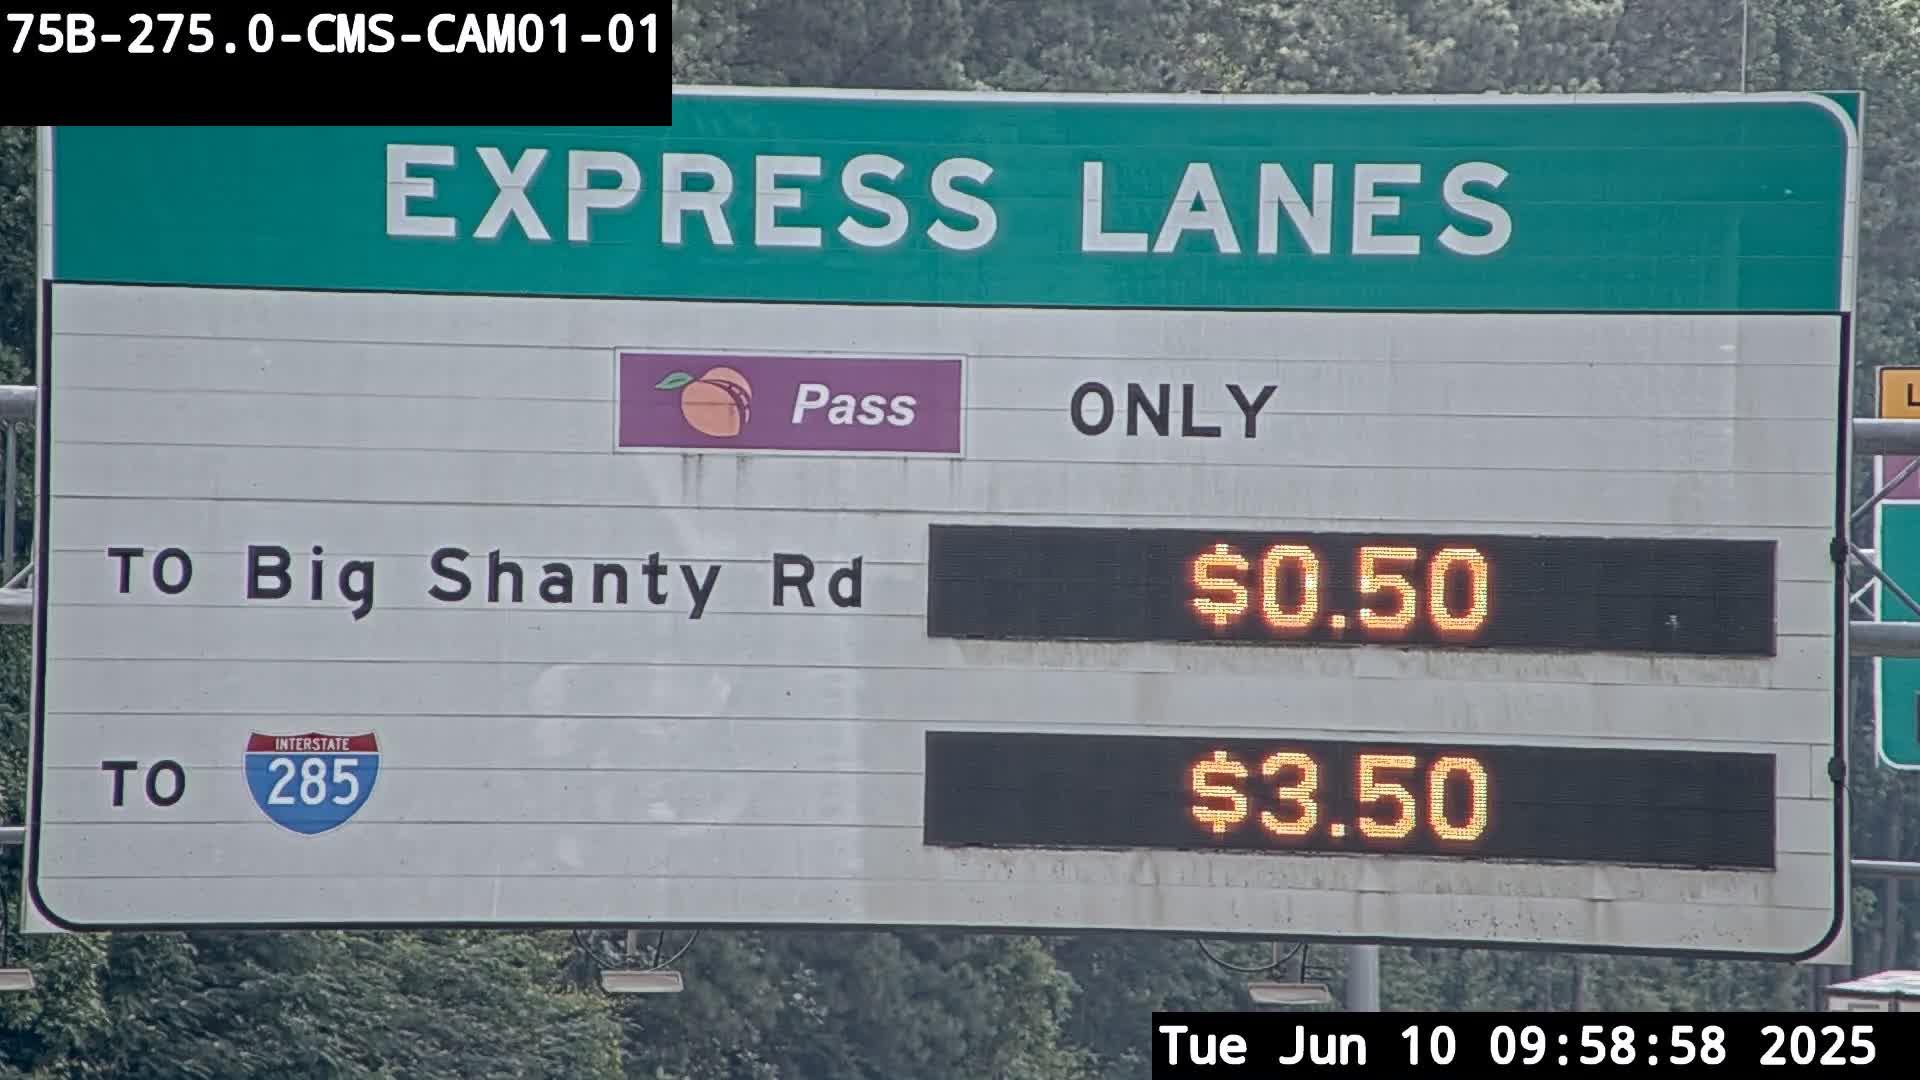 75B-275.0-CMS-CAM01-01
EXPRESS LANES
Pass ONLY
TO Big Shanty Rd $0.50
TO INTERSTATE 285 $3.50
Tue Jun 10 09:58:58 2025